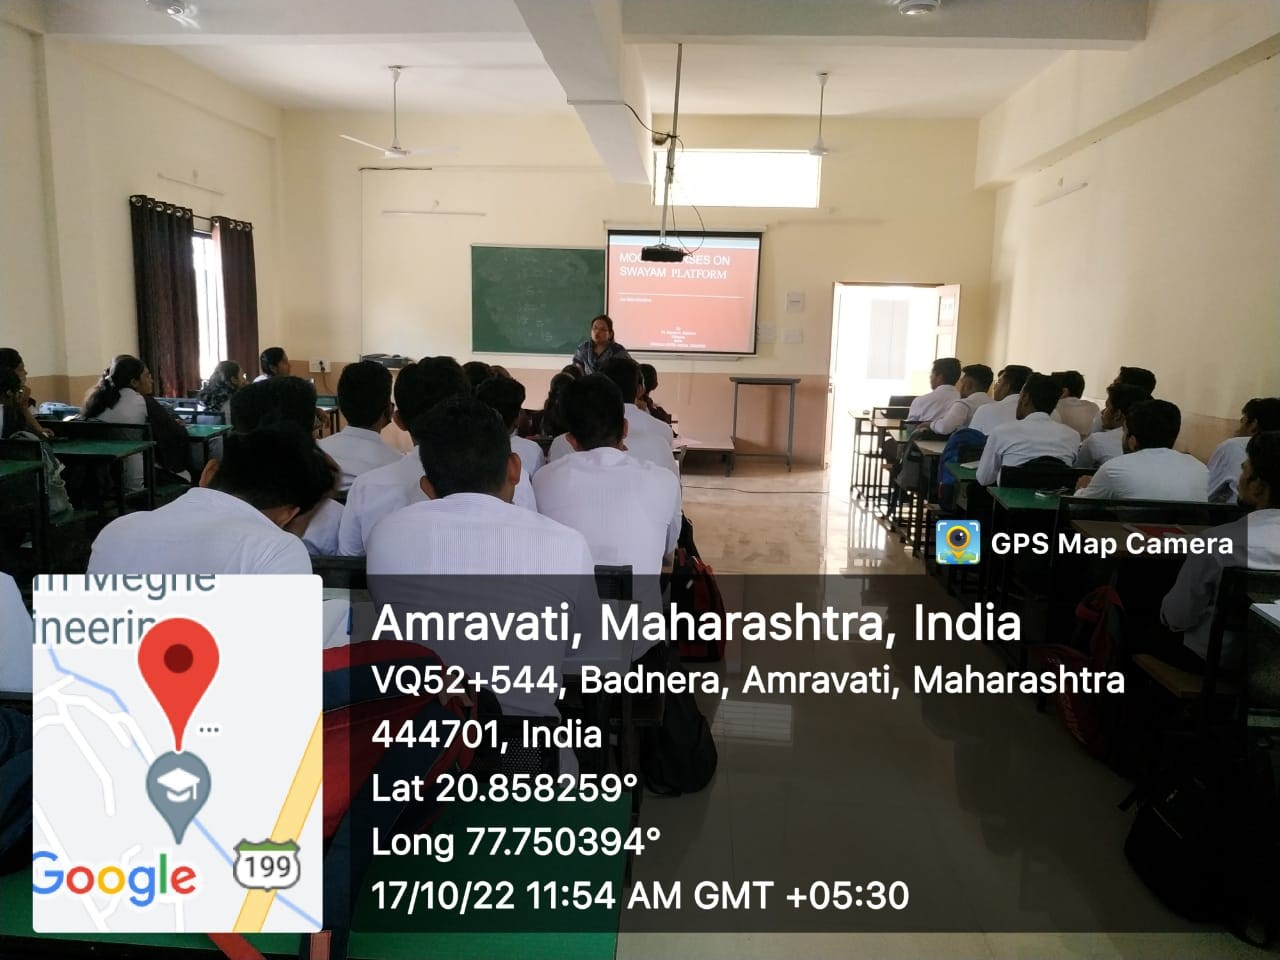 SWAYAM PLATFORM
GPS Map Camera
Meghe
Amravati, Maharashtra, India
VQ52+544, Badnera, Amravati, Maharashtra
444701, India
Lat 20.858259°
Long 77.750394°
17/10/22 11:54 AM GMT +05:30
...
199
Google